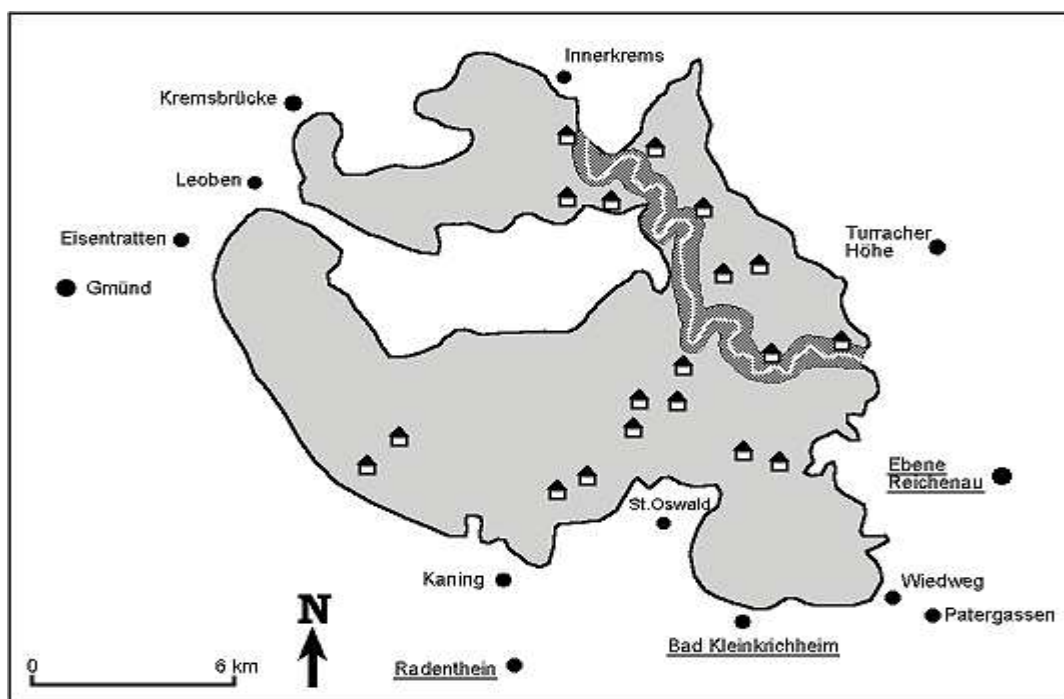 Innerkrems
Kremsbrücke
Leoben
Eisentratten
Gmünd
Turracher
Höhe
Ebene
Reichenau
St.Oswald
Kaning
Wiedweg
Patergassen
Bad Kleinkrichheim
Radenthein
N
0 6 km